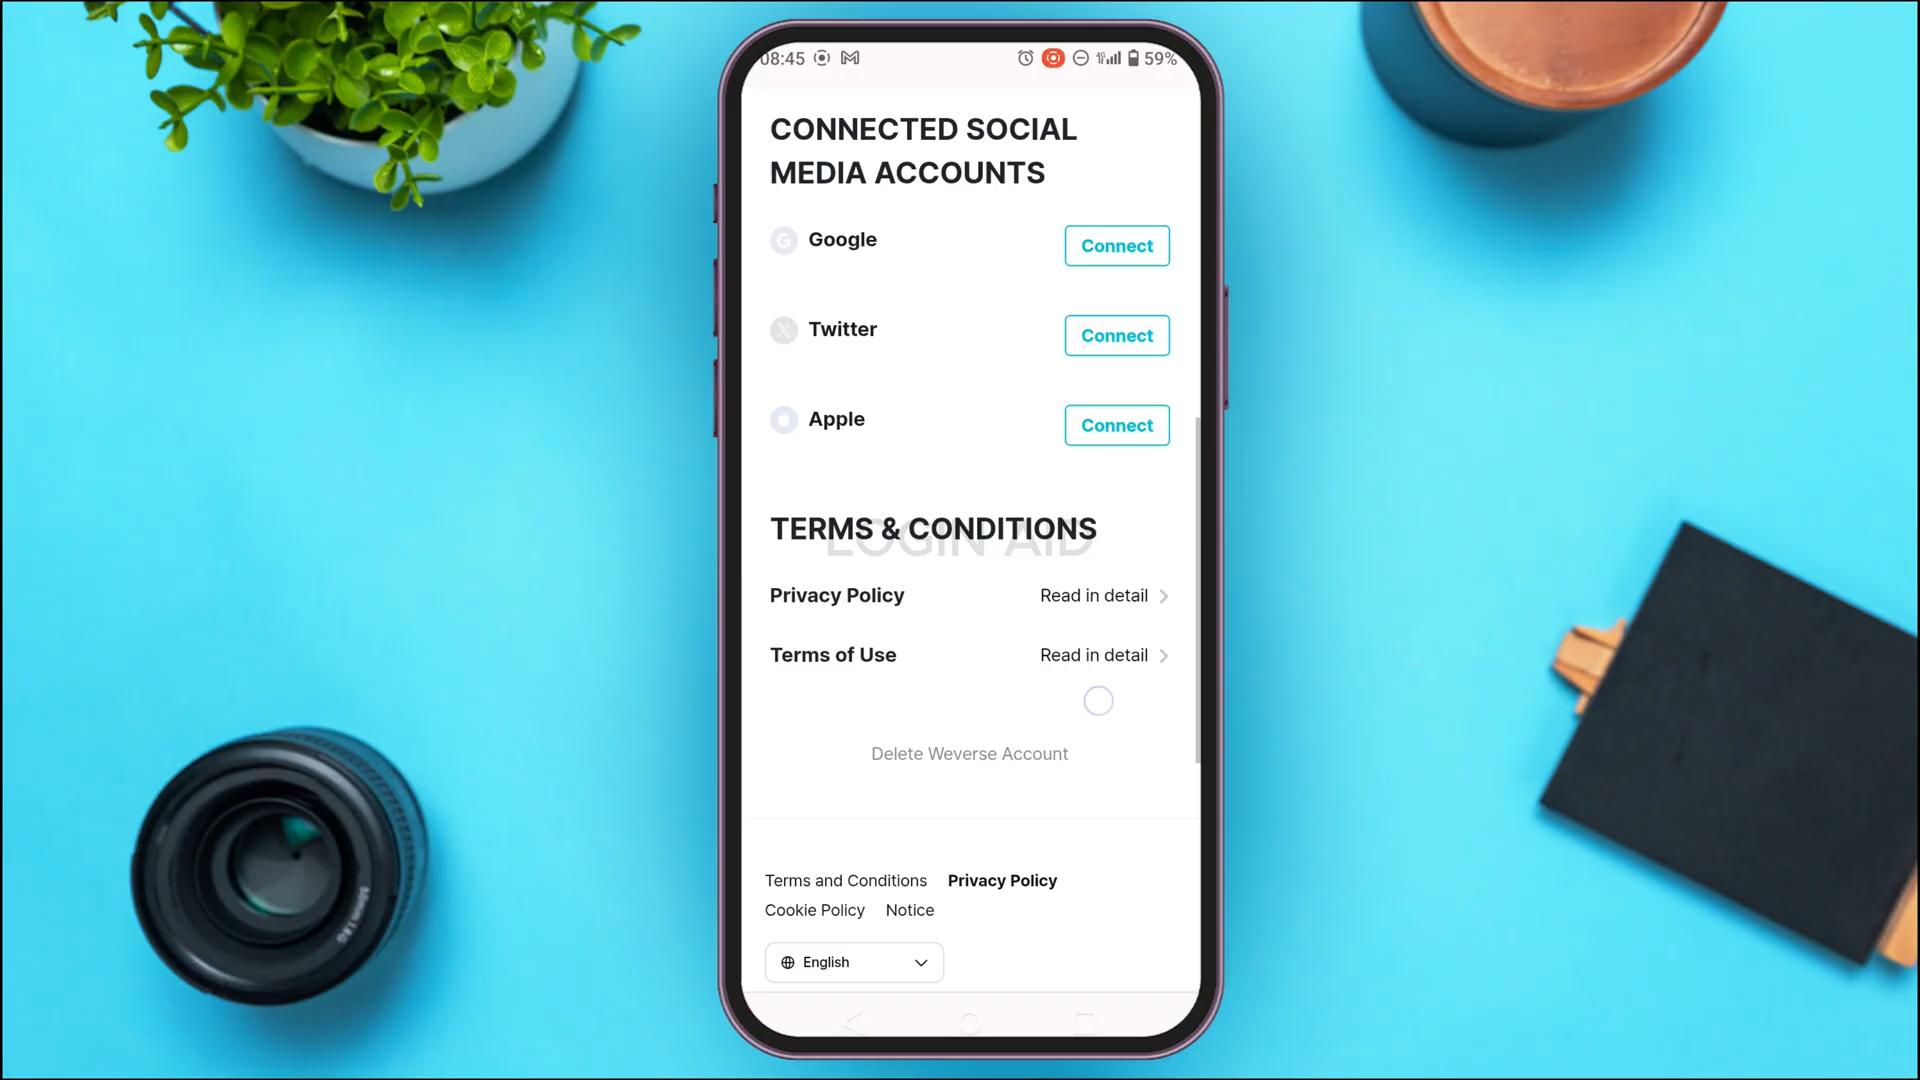 08:45
59%
CONNECTED SOCIAL
MEDIA ACCOUNTS
Google
Connect
Twitter
Connect
Apple
Connect
TERMS & CONDITIONS
LOGIN AID
Privacy Policy
Read in detail
Terms of Use
Read in detail
Delete Weverse Account
Terms and Conditions
Privacy Policy
Cookie Policy
Notice
English